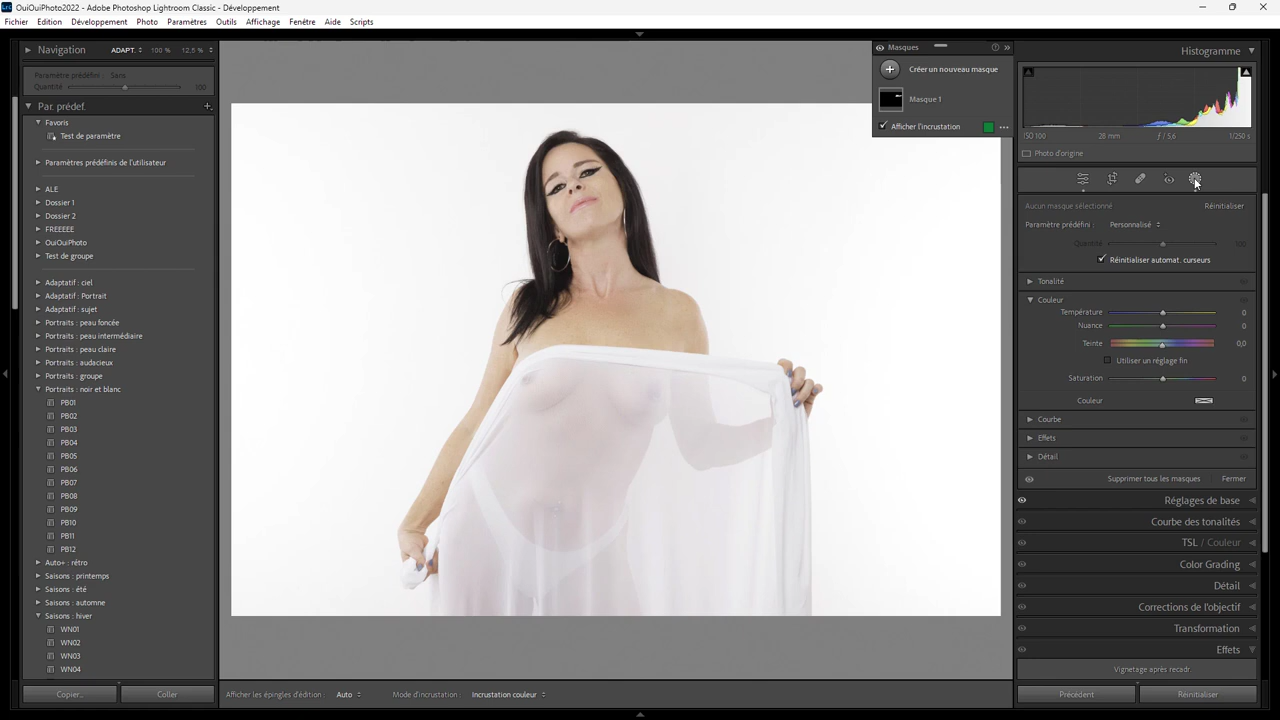 OuiOuiPhoto2022 - Adobe Photoshop Lightroom Classic - Développement
Fichier Edition Développement Photo Paramètres Outils Affichage Fenêtre Aide Scripts
Navigation ADAPT. 100 % 12,5 %
Paramètre prédéfini : Sans
Quantité 100
Par. prédéf. +
Favoris
Test de paramètre
Paramètres prédéfinis de l'utilisateur
ALE
Dossier 1
Dossier 2
FREEEEE
OuiOuiPhoto
Test de groupe
Adaptatif : ciel
Adaptatif : Portrait
Adaptatif : sujet
Portraits : peau foncée
Portraits : peau intermédiaire
Portraits : peau claire
Portraits : audacieux
Portraits : groupe
Portraits : noir et blanc
PB01
PB02
PB03
PB04
PB05
PB06
PB07
PB08
PB09
PB10
PB11
PB12
Auto+ : rétro
Saisons : printemps
Saisons : été
Saisons : automne
Saisons : hiver
WN01
WN02
WN03
WN04
Copier... Coller
Masques
Créer un nouveau masque
Masque 1
Afficher l'incrustation
Afficher les épingles d'édition : Auto Mode d'incrustation : Incrustation couleur
Histogramme
ISO 100 28 mm ƒ / 5,6 1/250 s
Photo d'origine
Aucun masque sélectionné Réinitialiser
Paramètre prédéfini : Personnalisé
Quantité 100
Réinitialiser automat. curseurs
Tonalité
Couleur
Température 0
Nuance 0
Teinte 0,0
Utiliser un réglage fin
Saturation 0
Couleur
Courbe
Effets
Détail
Supprimer tous les masques Fermer
Réglages de base
Courbe des tonalités
TSL / Couleur
Color Grading
Détail
Corrections de l'objectif
Transformation
Effets
Vignetage après recadr.
Précédent Réinitialiser